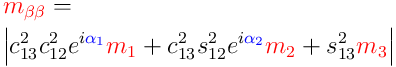 m_{ββ} =
|c_{13}^2 c_{12}^2 e^{iα_1} m_1 + c_{13}^2 s_{12}^2 e^{iα_2} m_2 + s_{13}^2 m_3|